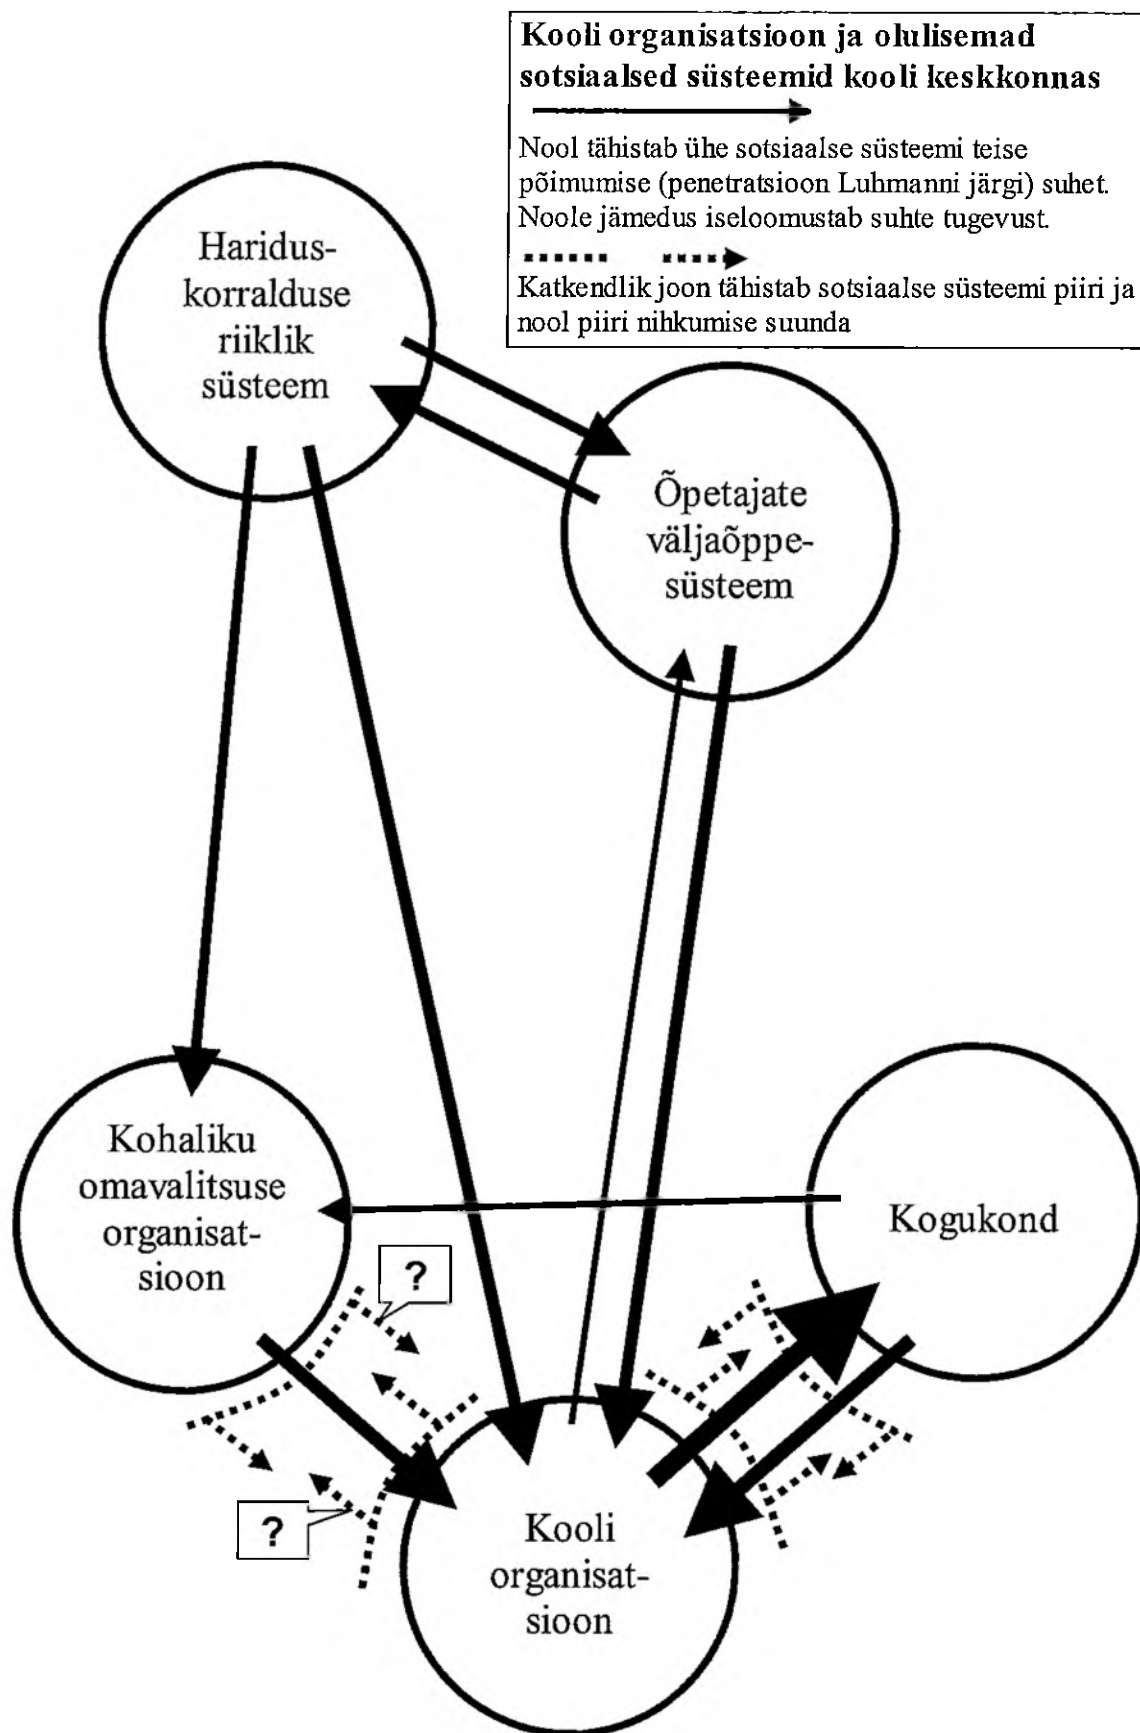 Kooli organisatsioon ja olulisemad
sotsiaalsed süsteemid kooli keskkonnas
Nool tähistab ühe sotsiaalse süsteemi teise
põimumise (penetratsioon Luhmanni järgi) suhet.
Noole jämedus iseloomustab suhte tugevust.
Katkendlik joon tähistab sotsiaalse süsteemi piiri ja
nool piiri nihkumise suunda
Haridus-
korralduse
riiklik
süsteem
Õpetajate
väljaõppe-
süsteem
Kohaliku
omavalitsuse
organisat-
sioon
Kogukond
?
?
Kooli
organisat-
sioon